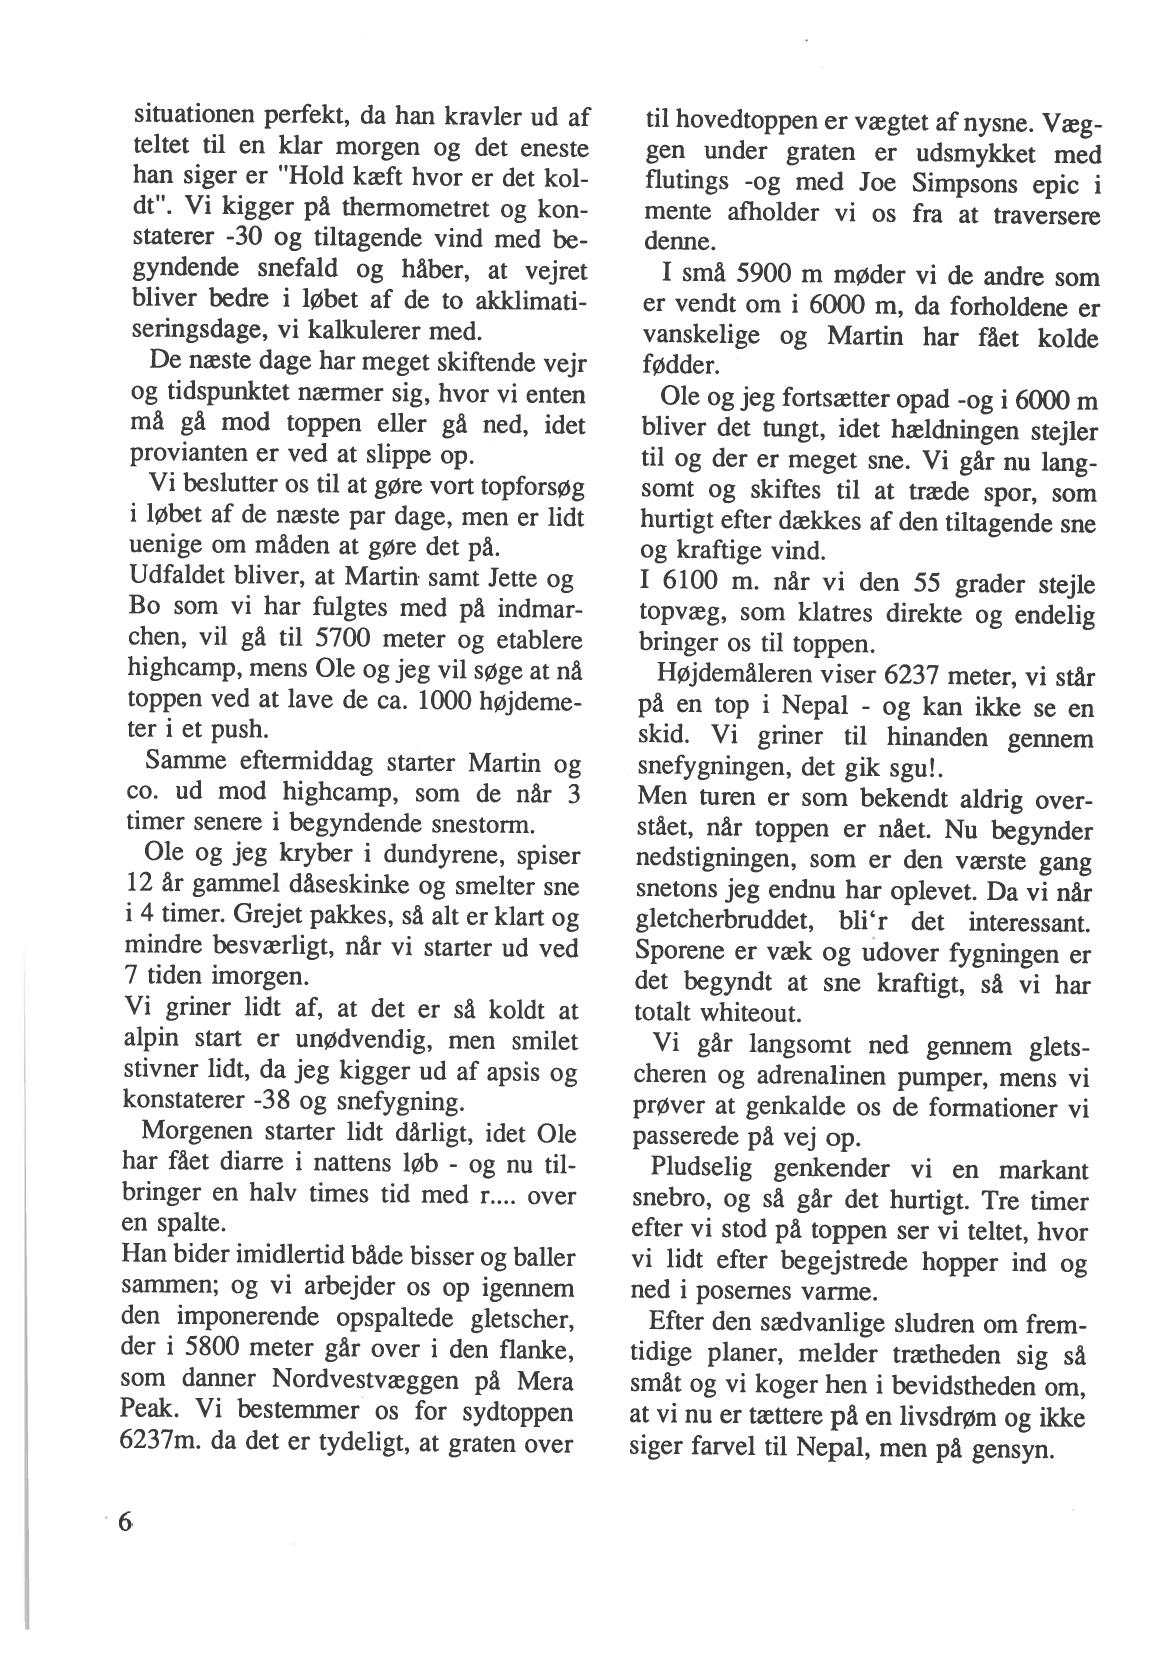 situationen perfekt, da han kravler ud af
teltet til en klar morgen og det eneste
han siger er "Hold kæft hvor er det kol-
dt". Vi kigger på thermometret og kon-
staterer -30 og tiltagende vind med be-
gyndende snefald og håber, at vejret
bliver bedre i løbet af de to akklimati-
seringsdage, vi kalkulerer med.
De næste dage har meget skiftende vejr
og tidspunktet nærmer sig, hvor vi enten
må gå mod toppen eller gå ned, idet
provianten er ved at slippe op.
Vi beslutter os til at gøre vort topforsøg
i løbet af de næste par dage, men er lidt
uenige om måden at gøre det på.
Udfaldet bliver, at Martin samt Jette og
Bo som vi har fulgtes med på indmar-
chen, vil gå til 5700 meter og etablere
highcamp, mens Ole og jeg vil søge at nå
toppen ved at lave de ca. 1000 højdeme-
ter i et push.
Samme eftermiddag starter Martin og
co. ud mod highcamp, som de når 3
timer senere i begyndende snestorm.
Ole og jeg kryber i dundyrene, spiser
12 år gammel dåseskinke og smelter sne
i 4 timer. Grejet pakkes, så alt er klart og
mindre besværligt, når vi starter ud ved
7 tiden imorgen.
Vi griner lidt af, at det er så koldt at
alpin start er unødvendig, men smilet
stivner lidt, da jeg kigger ud af apsis og
konstaterer -38 og snefygning.
Morgenen starter lidt dårligt, idet Ole
har fået diarre i nattens løb - og nu til-
bringer en halv times tid med r.... over
en spalte.
Han bider imidlertid både bisser og baller
sammen; og vi arbejder os op igennem
den imponerende opspaltede gletscher,
der i 5800 meter går over i den flanke,
som danner Nordvestvæggen på Mera
Peak. Vi bestemmer os for sydtoppen
6237m. da det er tydeligt, at graten over
til hovedtoppen er vægtet af nysne. Væg-
gen under graten er udsmykket med
flutings -og med Joe Simpsons epic i
mente afholder vi os fra at traversere
denne.
I små 5900 m møder vi de andre som
er vendt om i 6000 m, da forholdene er
vanskelige og Martin har fået kolde
fødder.
Ole og jeg fortsætter opad -og i 6000 m
bliver det tungt, idet hældningen stejler
til og der er meget sne. Vi går nu lang-
somt og skiftes til at træde spor, som
hurtigt efter dækkes af den tiltagende sne
og kraftige vind.
I 6100 m. når vi den 55 grader stejle
topvæg, som klatres direkte og endelig
bringer os til toppen.
Højdemåleren viser 6237 meter, vi står
på en top i Nepal - og kan ikke se en
skid. Vi griner til hinanden gennem
snefygningen, det gik sgu!.
Men turen er som bekendt aldrig over-
stået, når toppen er nået. Nu begynder
nedstigningen, som er den værste gang
snetons jeg endnu har oplevet. Da vi når
gletcherbruddet, bli‘r det interessant.
Sporene er væk og udover fygningen er
det begyndt at sne kraftigt, så vi har
totalt whiteout.
Vi går langsomt ned gennem glets-
cheren og adrenalinen pumper, mens vi
prøver at genkalde os de formationer vi
passerede på vej op.
Pludselig genkender vi en markant
snebro, og så går det hurtigt. Tre timer
efter vi stod på toppen ser vi teltet, hvor
vi lidt efter begejstrede hopper ind og
ned i posernes varme.
Efter den sædvanlige sludren om frem-
tidige planer, melder trætheden sig så
småt og vi koger hen i bevidstheden om,
at vi nu er tættere på en livsdrøm og ikke
siger farvel til Nepal, men på gensyn.
6